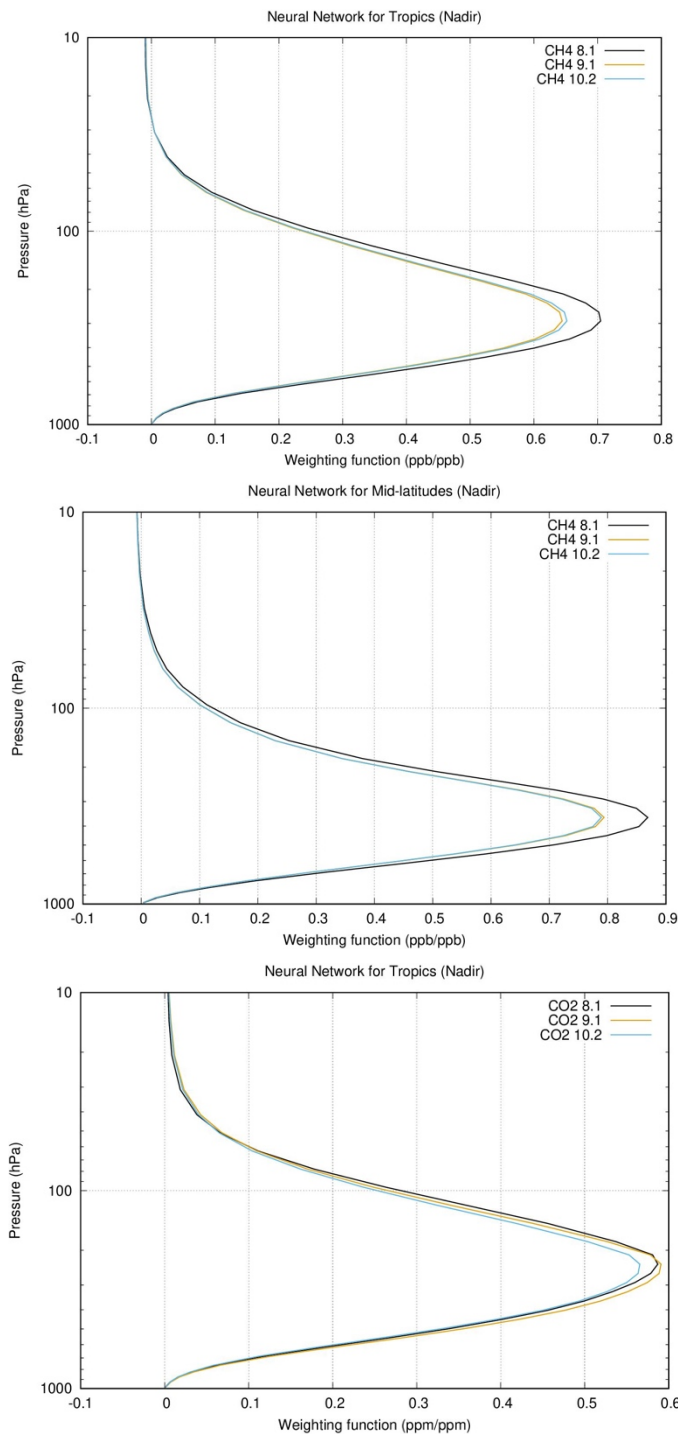 Neural Network for Tropics (Nadir)
10
CH4 8.1
CH4 9.1
CH4 10.2
Pressure (hPa)
100
1000
-0.1 0 0.1 0.2 0.3 0.4 0.5 0.6 0.7 0.8
Weighting function (ppb/ppb)
Neural Network for Mid-latitudes (Nadir)
10
CH4 8.1
CH4 9.1
CH4 10.2
Pressure (hPa)
100
1000
-0.1 0 0.1 0.2 0.3 0.4 0.5 0.6 0.7 0.8 0.9
Weighting function (ppb/ppb)
Neural Network for Tropics (Nadir)
10
CO2 8.1
CO2 9.1
CO2 10.2
Pressure (hPa)
100
1000
-0.1 0 0.1 0.2 0.3 0.4 0.5 0.6
Weighting function (ppm/ppm)